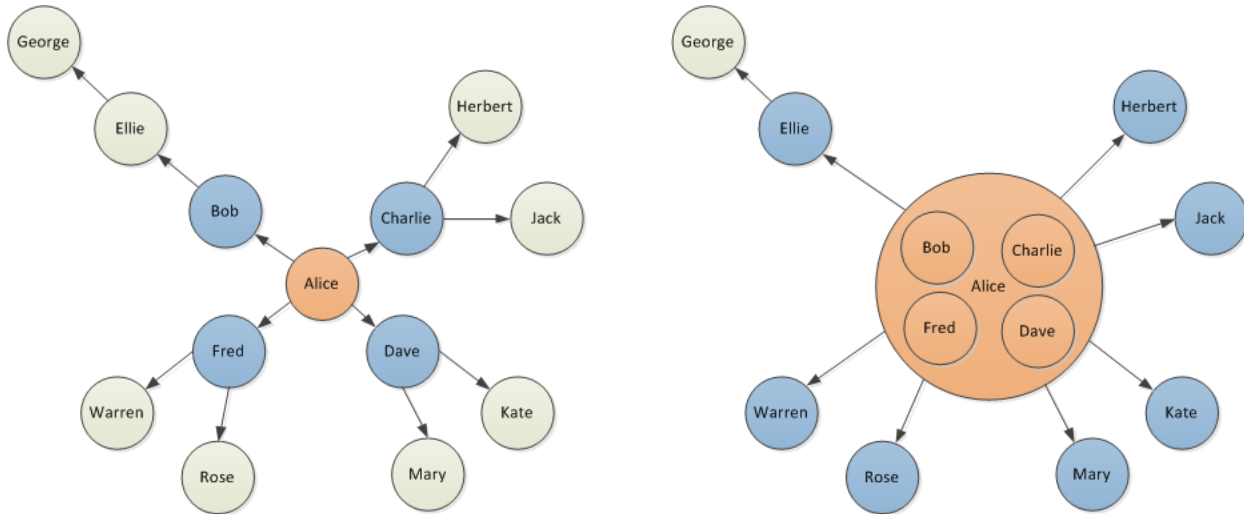 George
Herbert
Ellie
Bob
Charlie
Jack
Alice
Fred
Dave
Warren
Kate
Rose
Mary
George
Herbert
Ellie
Jack
Bob
Charlie
Alice
Fred
Dave
Warren
Kate
Rose
Mary